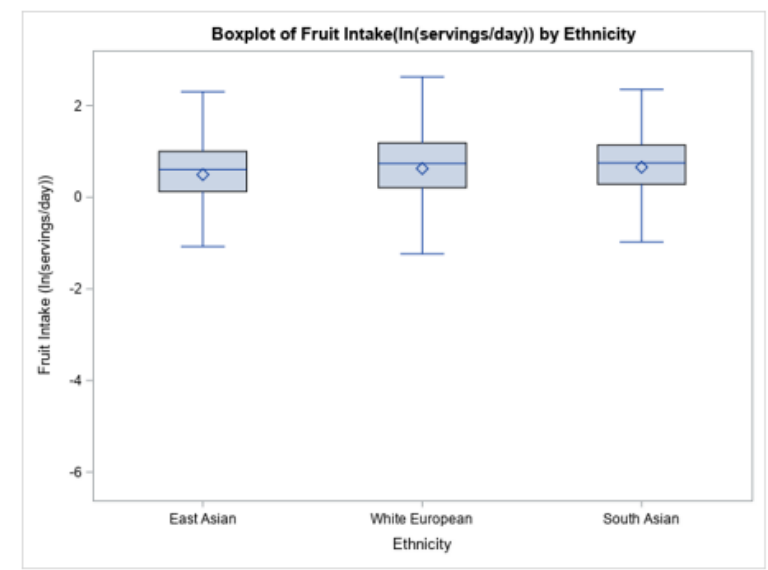 Boxplot of Fruit Intake(ln(servings/day)) by Ethnicity
Fruit Intake (ln(servings/day))
2
0
-2
-4
-6
East Asian
White European
South Asian
Ethnicity